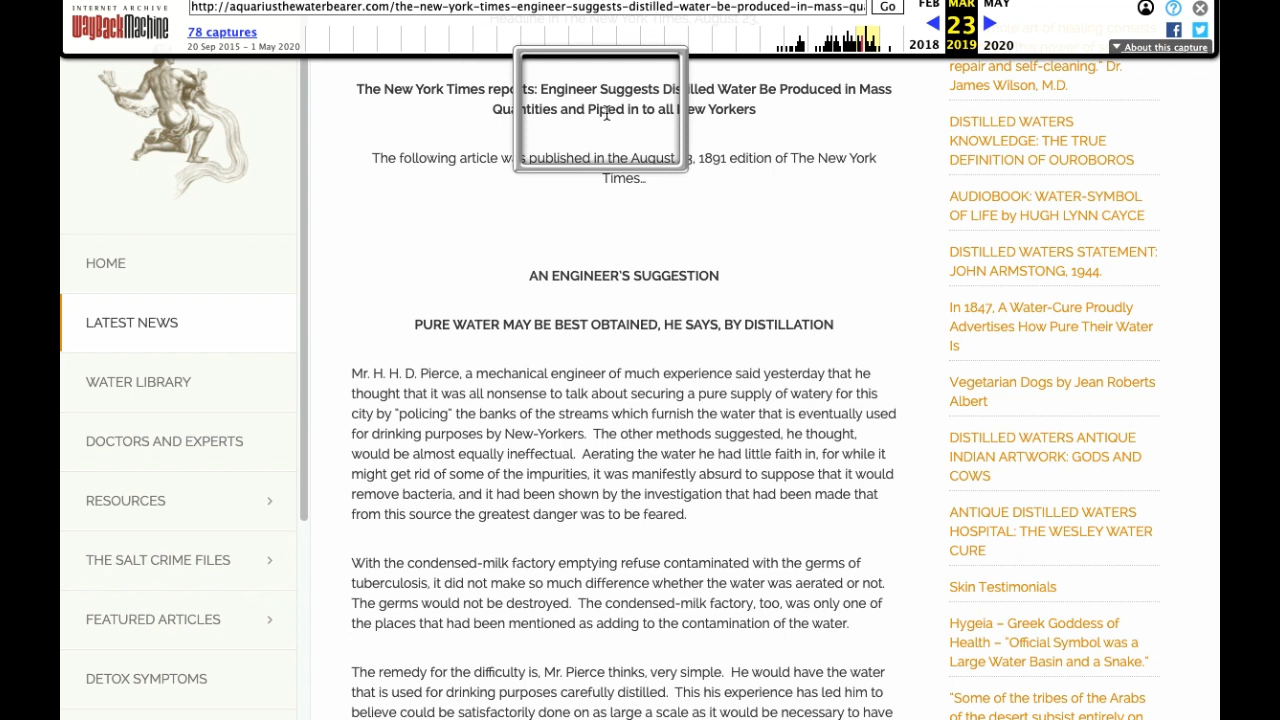 INTERNET ARCHIVE
WayBackMachine
http://aquariusthewaterbearer.com/the-new-york-times-engineer-suggests-distilled-water-be-produced-in-mass-qua
Go
FEB
MAR
MAY
78 captures
23
20 Sep 2015 – 1 May 2020
2018
2019
2020
About this capture
Headline in The New York Times, August 23,
The New York Times reports: Engineer Suggests Distilled Water Be Produced in Mass
Quantities and Piped in to all New Yorkers
The following article was published in the August 23, 1891 edition of The New York
Times…
AN ENGINEER'S SUGGESTION
PURE WATER MAY BE BEST OBTAINED, HE SAYS, BY DISTILLATION
Mr. H. H. D. Pierce, a mechanical engineer of much experience said yesterday that he
thought that it was all nonsense to talk about securing a pure supply of watery for this
city by "policing" the banks of the streams which furnish the water that is eventually used
for drinking purposes by New-Yorkers. The other methods suggested, he thought,
would be almost equally ineffectual. Aerating the water he had little faith in, for while it
might get rid of some of the impurities, it was manifestly absurd to suppose that it would
remove bacteria, and it had been shown by the investigation that had been made that
from this source the greatest danger was to be feared.
With the condensed-milk factory emptying refuse contaminated with the germs of
tuberculosis, it did not make so much difference whether the water was aerated or not.
The germs would not be destroyed. The condensed-milk factory, too, was only one of
the places that had been mentioned as adding to the contamination of the water.
The remedy for the difficulty is, Mr. Pierce thinks, very simple. He would have the water
that is used for drinking purposes carefully distilled. This his experience has led him to
believe could be satisfactorily done on as large a scale as it would be necessary to have
HOME
LATEST NEWS
WATER LIBRARY
DOCTORS AND EXPERTS
RESOURCES
THE SALT CRIME FILES
FEATURED ARTICLES
DETOX SYMPTOMS
repair and self-cleaning." Dr.
James Wilson, M.D.
DISTILLED WATERS
KNOWLEDGE: THE TRUE
DEFINITION OF OUROBOROS
AUDIOBOOK: WATER-SYMBOL
OF LIFE by HUGH LYNN CAYCE
DISTILLED WATERS STATEMENT:
JOHN ARMSTONG, 1944.
In 1847, A Water-Cure Proudly
Advertises How Pure Their Water
Is
Vegetarian Dogs by Jean Roberts
Albert
DISTILLED WATERS ANTIQUE
INDIAN ARTWORK: GODS AND
COWS
ANTIQUE DISTILLED WATERS
HOSPITAL: THE WESLEY WATER
CURE
Skin Testimonials
Hygeia – Greek Goddess of
Health – "Official Symbol was a
Large Water Basin and a Snake."
"Some of the tribes of the Arabs
of the desert subsist entirely on